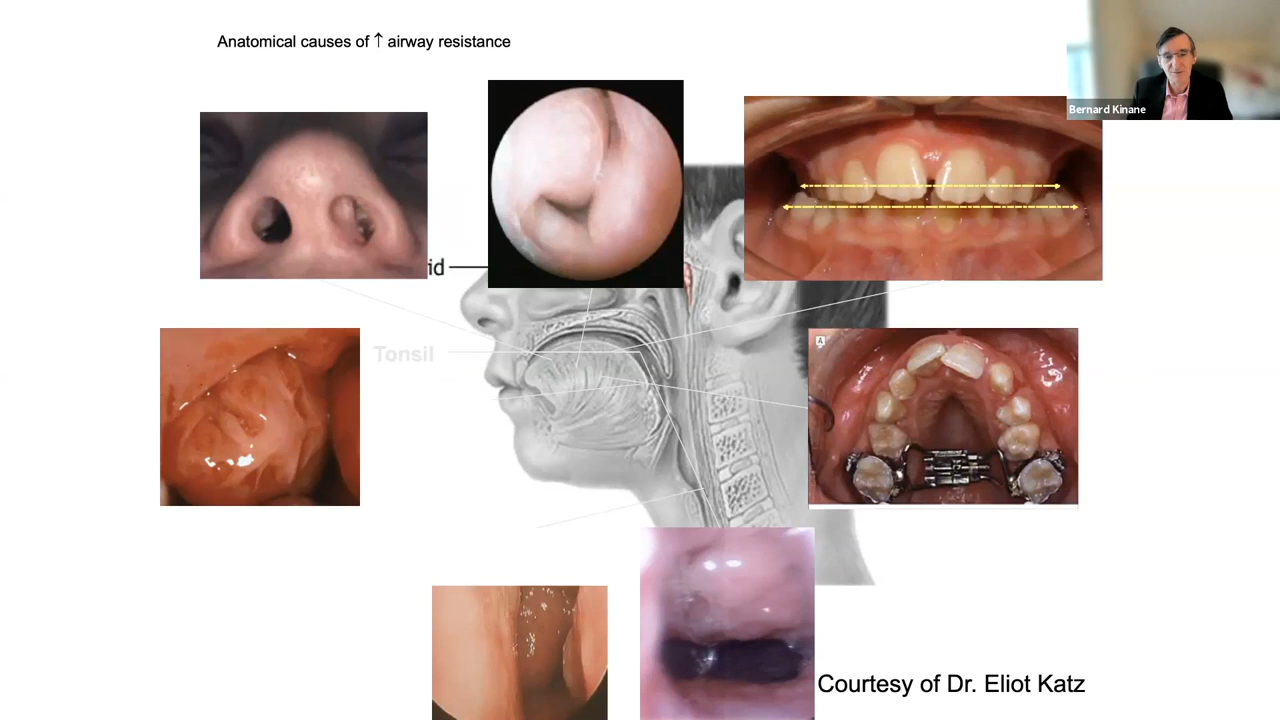 Anatomical causes of ↑ airway resistance
Bernard Kinane
id
Tonsil
A
Courtesy of Dr. Eliot Katz